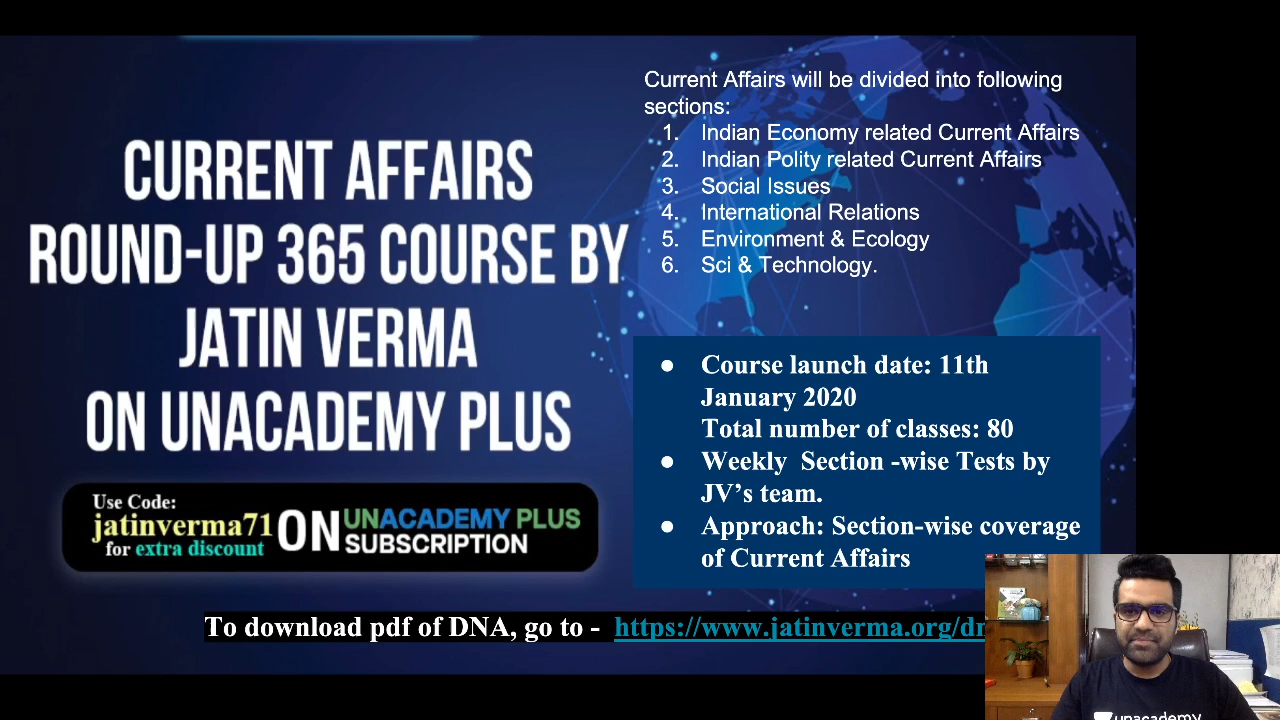 CURRENT AFFAIRS
ROUND-UP 365 COURSE BY
JATIN VERMA
ON UNACADEMY PLUS
Use Code:
jatinverma71
for extra discount
ON
UNACADEMY PLUS
SUBSCRIPTION
Current Affairs will be divided into following
sections:
1. Indian Economy related Current Affairs
2. Indian Polity related Current Affairs
3. Social Issues
4. International Relations
5. Environment & Ecology
6. Sci & Technology.
● Course launch date: 11th
January 2020
Total number of classes: 80
● Weekly Section -wise Tests by
JV’s team.
● Approach: Section-wise coverage
of Current Affairs
To download pdf of DNA, go to - https://www.jatinverma.org/
unacademy